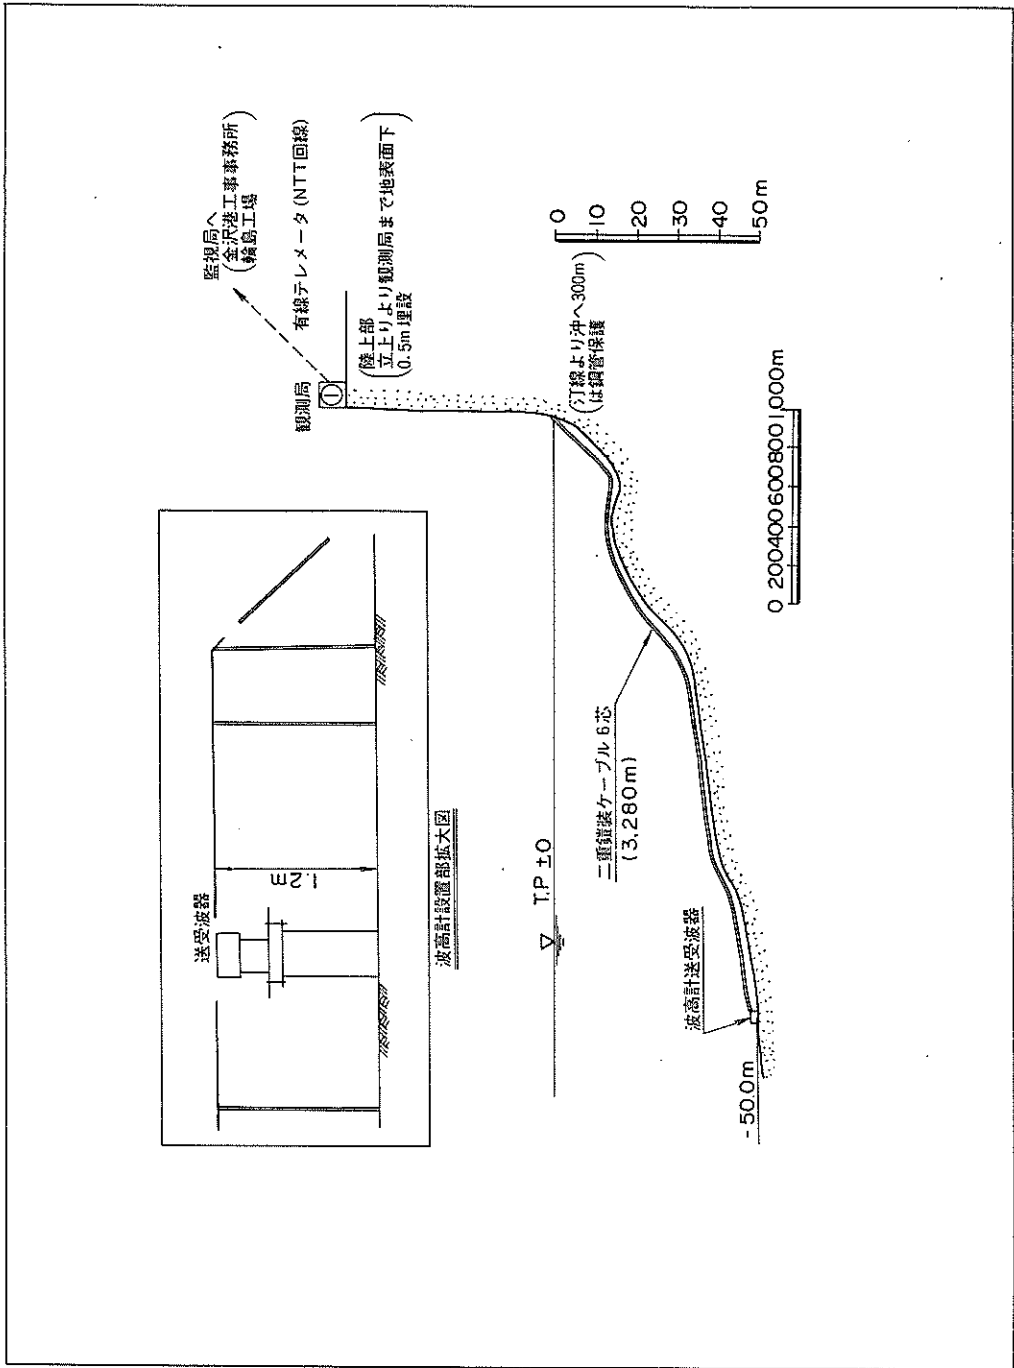 送受波器
1.2m
波高計設置部拡大図
監視局へ
(金沢港工事事務所
輪島工場)
観測局
有線テレメータ (NTT回線)
(陸上部
立上りより観測局まで地表面下
0.5m埋設)
T.P ±0
(汀線より沖へ300m
は鋼管保護)
二重鎧装ケーブル 6芯
(3,280m)
波高計送受波器
-50.0m
0
10
20
30
40
50m
0 200 400 600 800 1000m